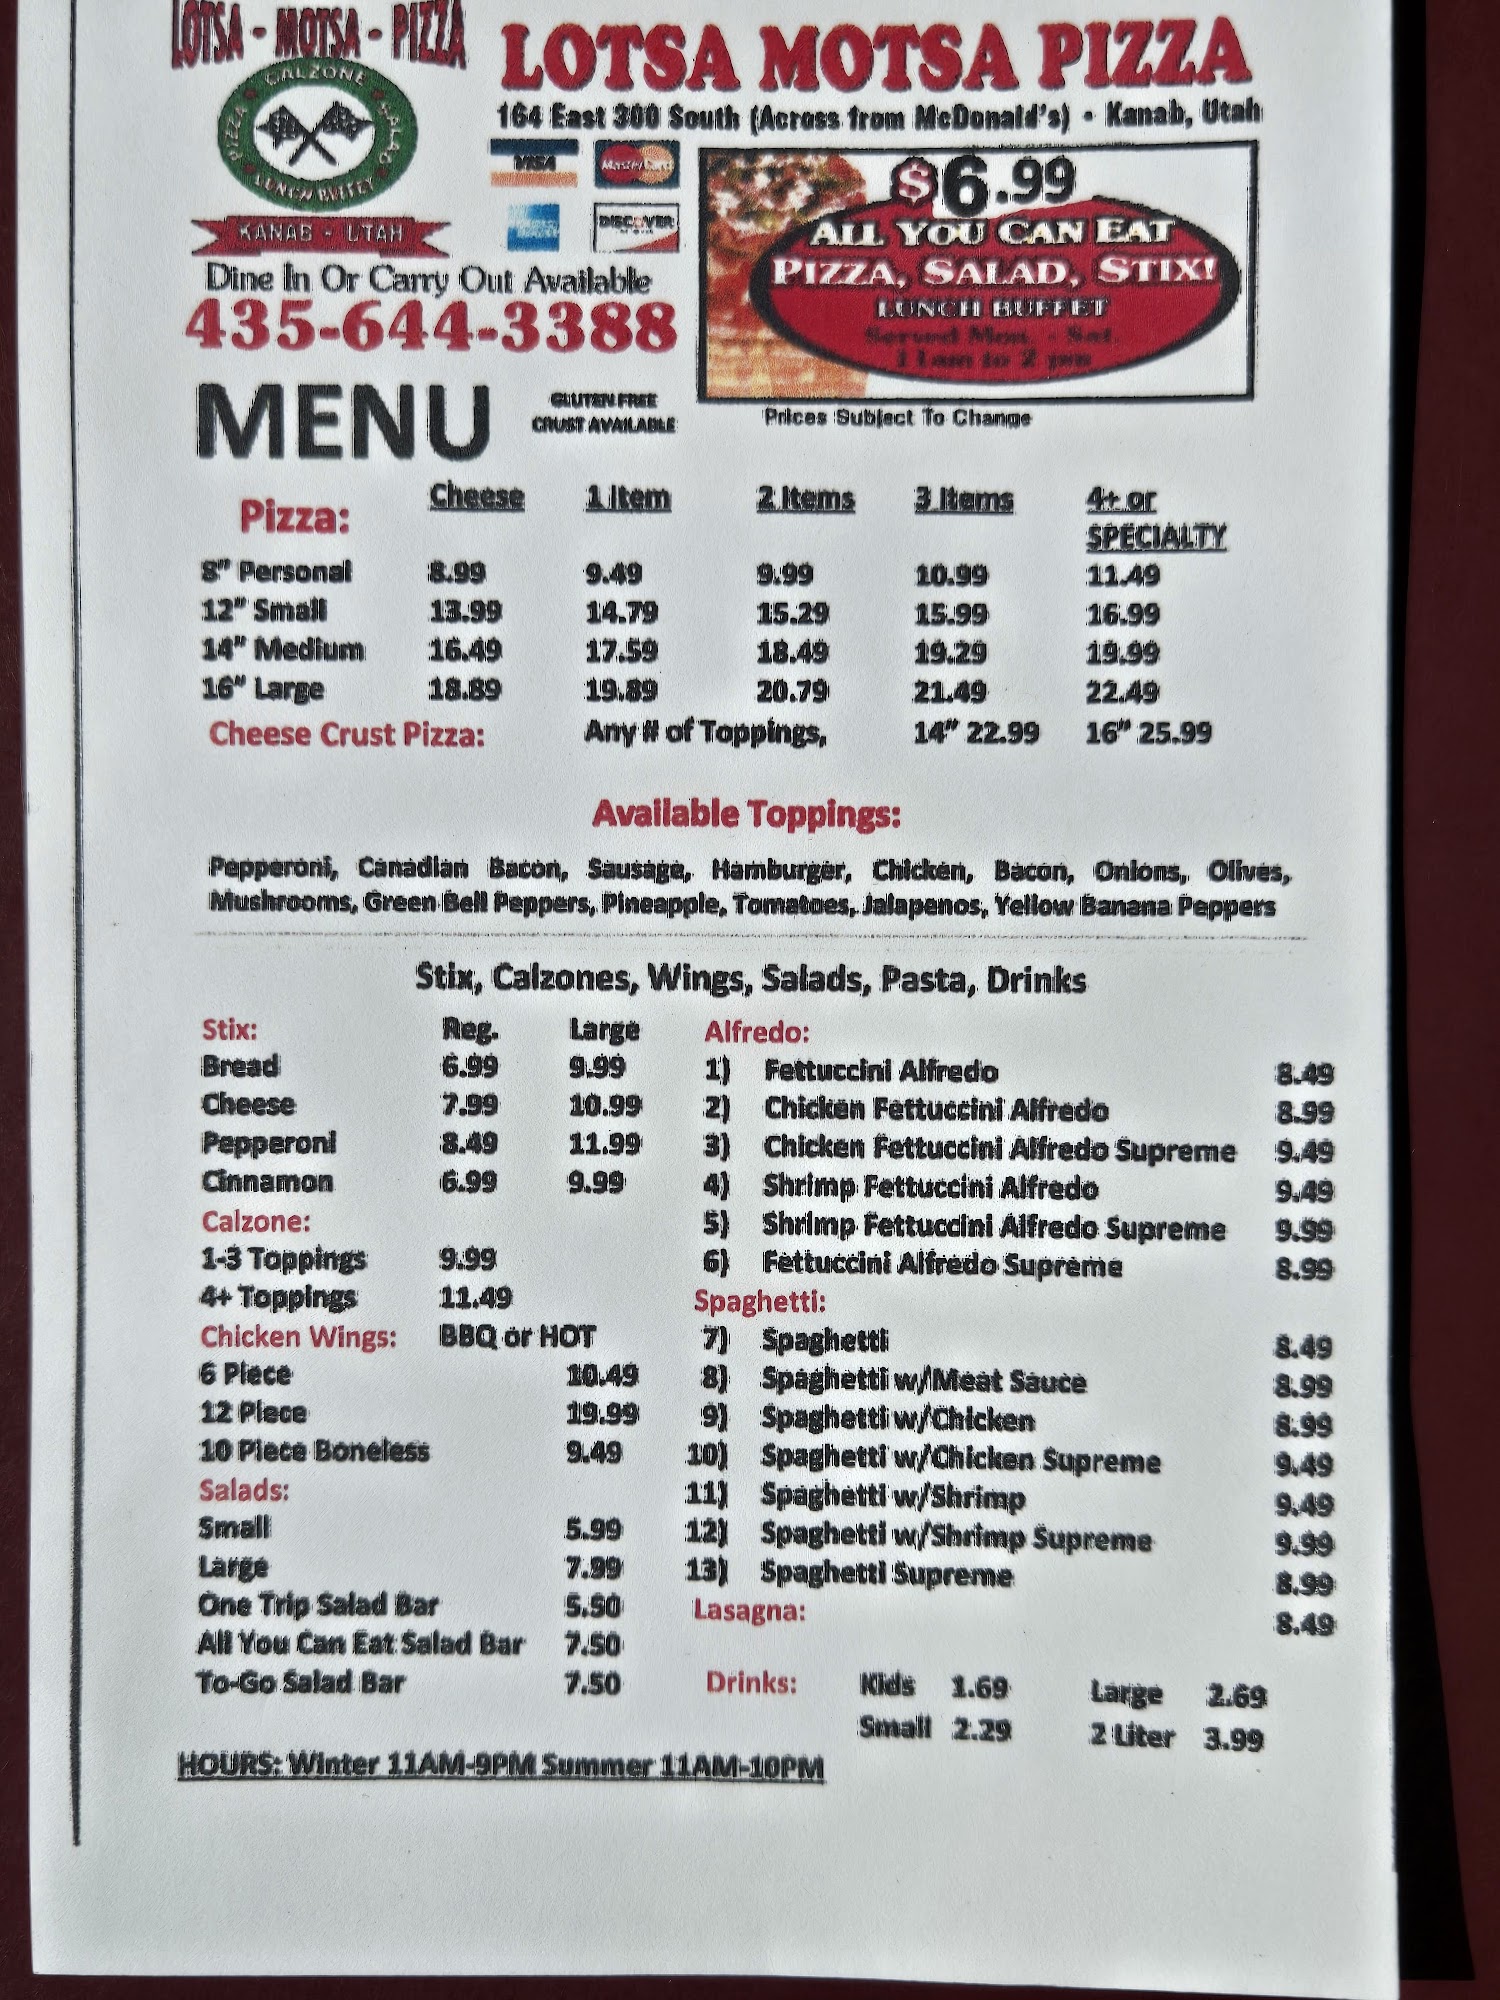 LOTSA - MOTSA - PIZZA
CALZONE
PIZZA
SALAD
LUNCH BUFFET
KANAB - UTAH
Dine In Or Carry Out Available
435-644-3388
LOTSA MOTSA PIZZA
164 East 300 South (Across from McDonald's) • Kanab, Utah
VISA MasterCard
DISCOVER
$6.99
ALL YOU CAN EAT
PIZZA, SALAD, STIX!
LUNCH BUFFET
Served Mon. - Sat.
11am to 2 pm
Prices Subject To Change
MENU
GLUTEN FREE
CRUST AVAILABLE
Pizza: Cheese 1 Item 2 Items 3 Items 4+ or
SPECIALTY
8" Personal 8.99 9.49 9.99 10.99 11.49
12" Small 13.99 14.79 15.29 15.99 16.99
14" Medium 16.49 17.59 18.49 19.29 19.99
16" Large 18.89 19.89 20.79 21.49 22.49
Cheese Crust Pizza: Any # of Toppings, 14" 22.99 16" 25.99
Available Toppings:
Pepperoni, Canadian Bacon, Sausage, Hamburger, Chicken, Bacon, Onions, Olives,
Mushrooms, Green Bell Peppers, Pineapple, Tomatoes, Jalapenos, Yellow Banana Peppers
Stix, Calzones, Wings, Salads, Pasta, Drinks
Stix: Reg. Large
Bread 6.99 9.99
Cheese 7.99 10.99
Pepperoni 8.49 11.99
Cinnamon 6.99 9.99
Calzone:
1-3 Toppings 9.99
4+ Toppings 11.49
Chicken Wings: BBQ or HOT
6 Piece 10.49
12 Piece 19.99
10 Piece Boneless 9.49
Salads:
Small 5.99
Large 7.99
One Trip Salad Bar 5.50
All You Can Eat Salad Bar 7.50
To-Go Salad Bar 7.50
Alfredo:
1) Fettuccini Alfredo 8.49
2) Chicken Fettuccini Alfredo 8.99
3) Chicken Fettuccini Alfredo Supreme 9.49
4) Shrimp Fettuccini Alfredo 9.49
5) Shrimp Fettuccini Alfredo Supreme 9.99
6) Fettuccini Alfredo Supreme 8.99
Spaghetti:
7) Spaghetti 8.49
8) Spaghetti w/Meat Sauce 8.99
9) Spaghetti w/Chicken 8.99
10) Spaghetti w/Chicken Supreme 9.49
11) Spaghetti w/Shrimp 9.49
12) Spaghetti w/Shrimp Supreme 9.99
13) Spaghetti Supreme 8.99
Lasagna: 8.49
Drinks: Kids 1.69 Large 2.69
Small 2.29 2 Liter 3.99
HOURS: Winter 11AM-9PM Summer 11AM-10PM